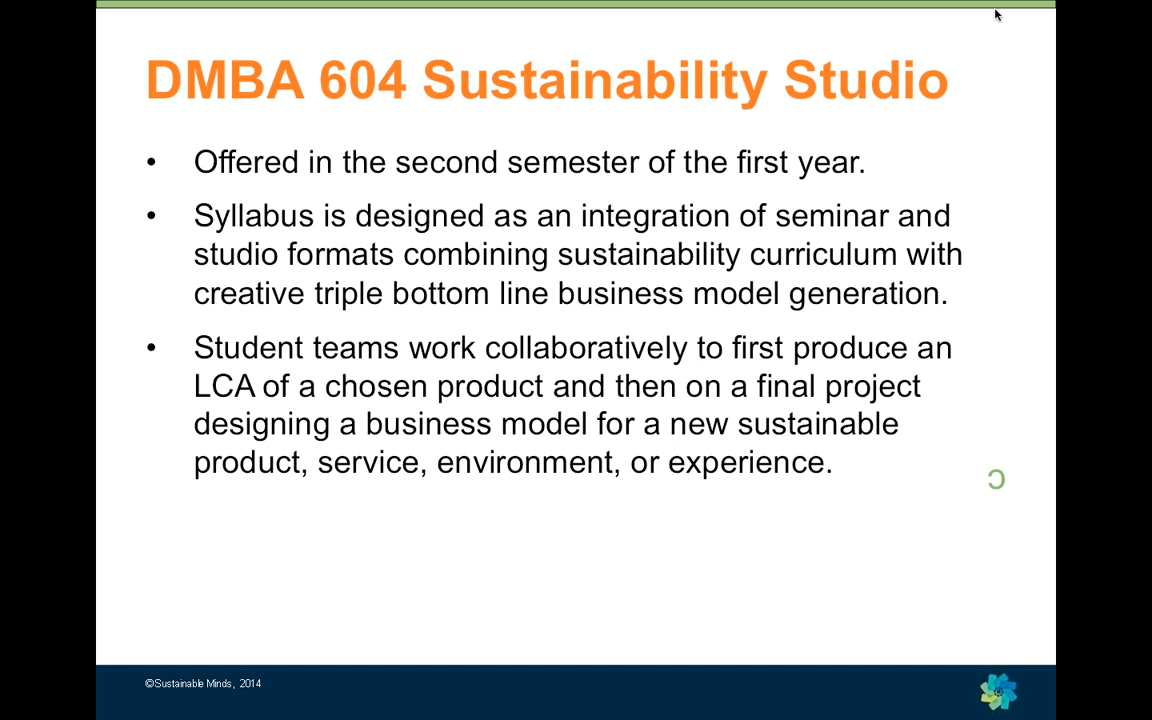 DMBA 604 Sustainability Studio
• Offered in the second semester of the first year.
• Syllabus is designed as an integration of seminar and
studio formats combining sustainability curriculum with
creative triple bottom line business model generation.
• Student teams work collaboratively to first produce an
LCA of a chosen product and then on a final project
designing a business model for a new sustainable
product, service, environment, or experience.
ɔ
©Sustainable Minds, 2014